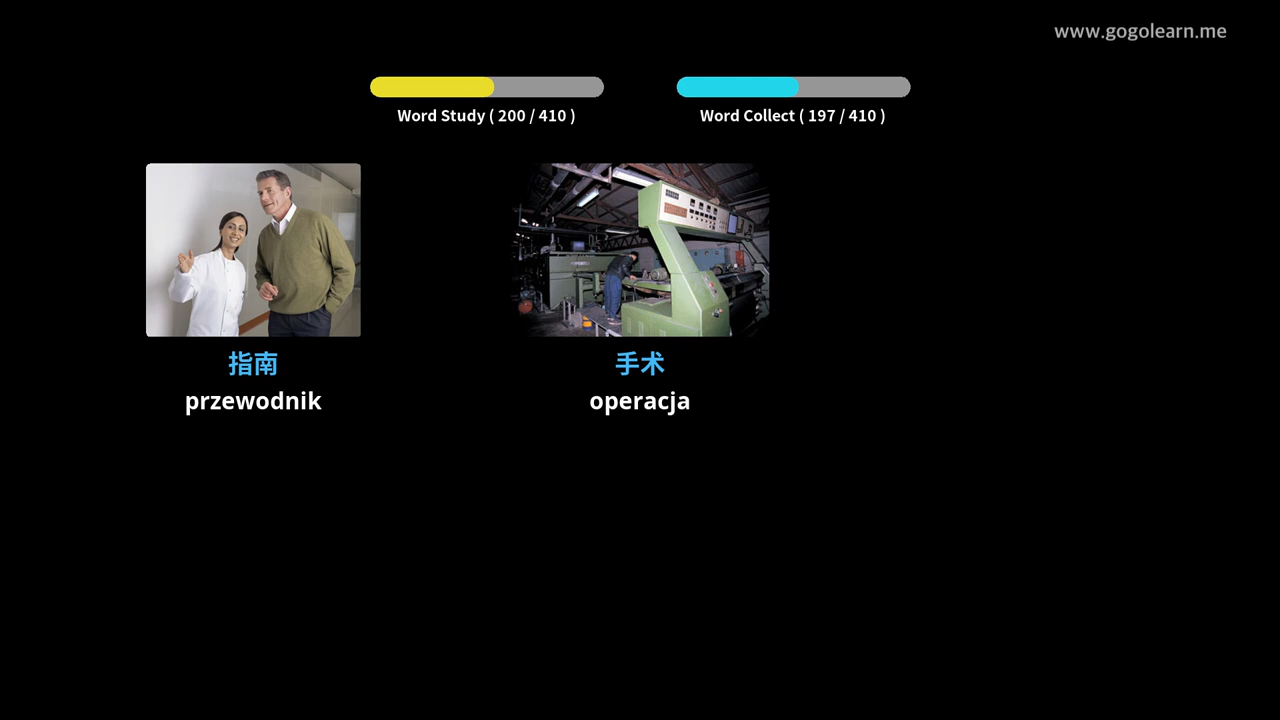 www.gogolearn.me
Word Study ( 200 / 410 )
Word Collect ( 197 / 410 )
指南
przewodnik
手术
operacja